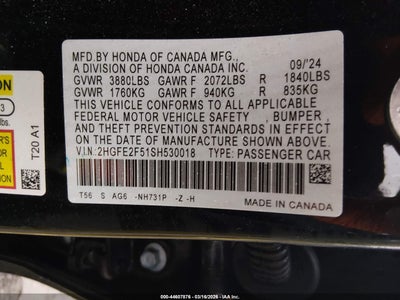 MFD.BY HONDA OF CANADA MFG., 09/'24
A DIVISION OF HONDA CANADA INC.
GVWR 3880LBS GAWR F 2072LBS R 1840LBS
GVWR 1760KG GAWR F 940KG R 835KG
THIS VEHICLE CONFORMS TO ALL APPLICABLE
FEDERAL MOTOR VEHICLE SAFETY , BUMPER ,
AND THEFT PREVENTION STANDARDS IN EFFECT
ON THE DATE OF MANUFACTURE SHOWN ABOVE.
V.I.N:2HGFE2F51SH530018 TYPE: PASSENGER CAR
T56 S AG6 -NH731P -Z -H
MADE IN CANADA
ION
3
lbs.
T20 A1
000-44607876 - 03/16/2026 - IAA Inc.